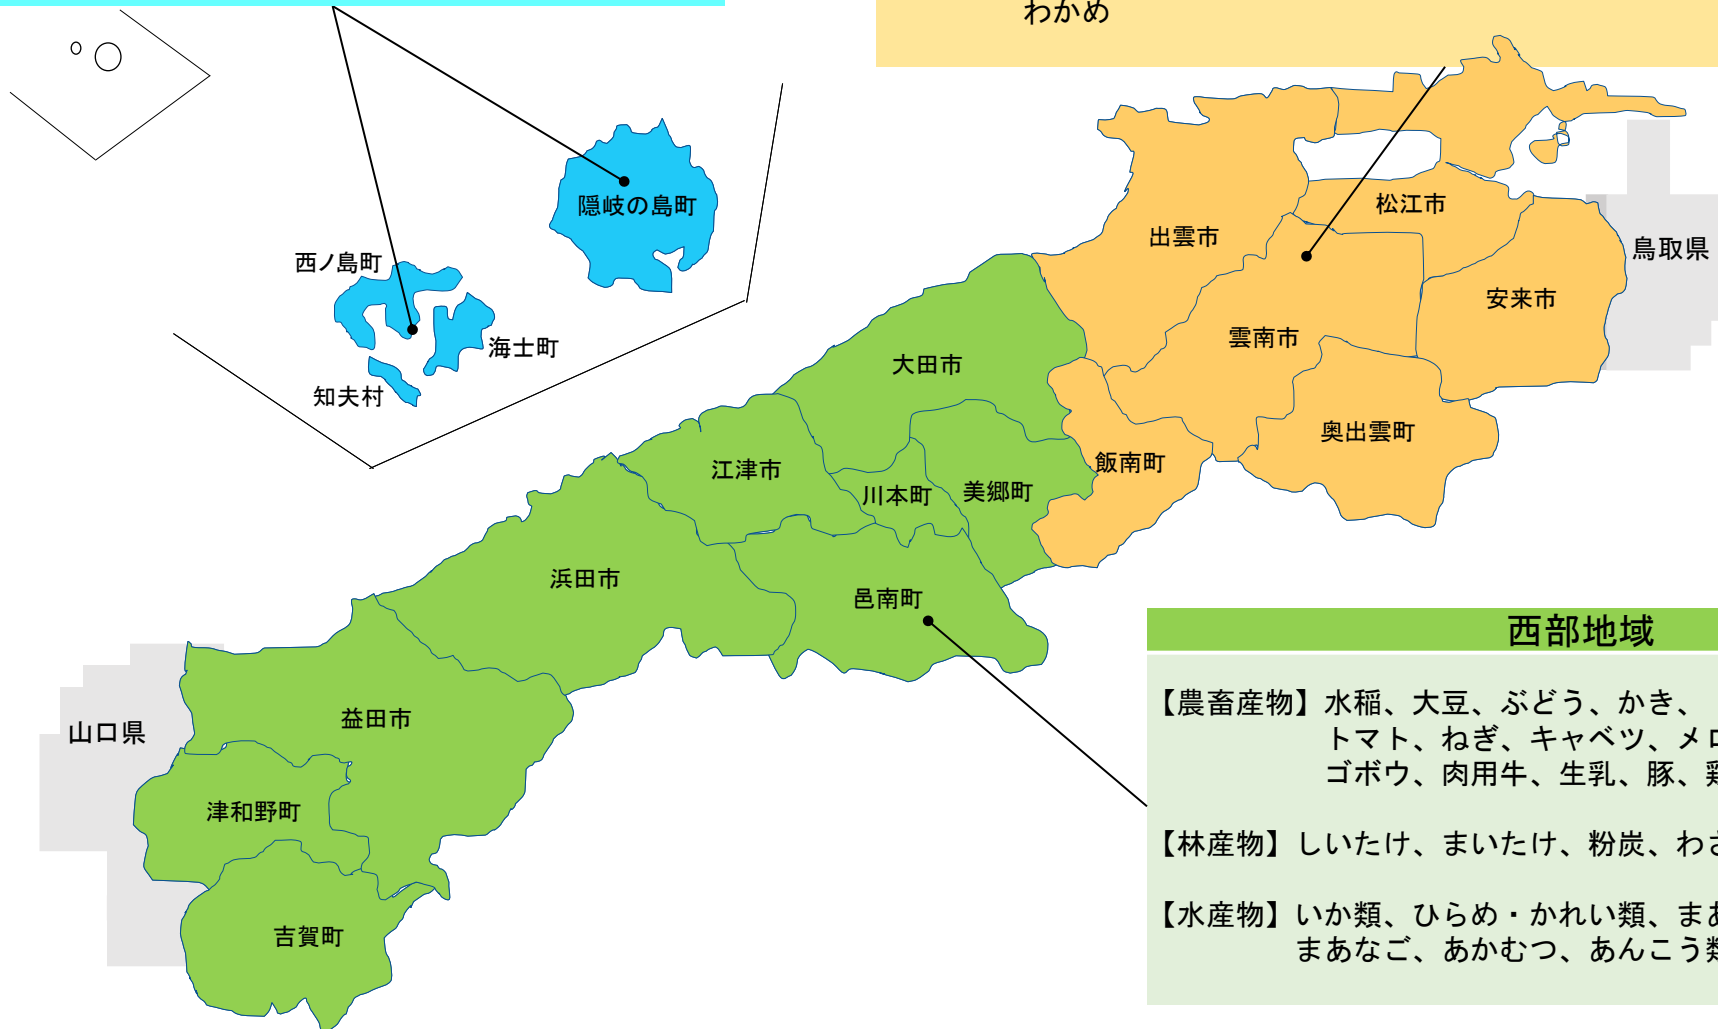 わかめ
隠岐の島町
西ノ島町
海士町
知夫村
松江市
出雲市
鳥取県
安来市
雲南市
大田市
奥出雲町
飯南町
江津市
川本町
美郷町
浜田市
邑南町
山口県
益田市
津和野町
吉賀町
西部地域
【農畜産物】水稲、大豆、ぶどう、かき、
トマト、ねぎ、キャベツ、メロ
ゴボウ、肉用牛、生乳、豚、鶏
【林産物】しいたけ、まいたけ、粉炭、わさ
【水産物】いか類、ひらめ・かれい類、まあ
まあなご、あかむつ、あんこう類